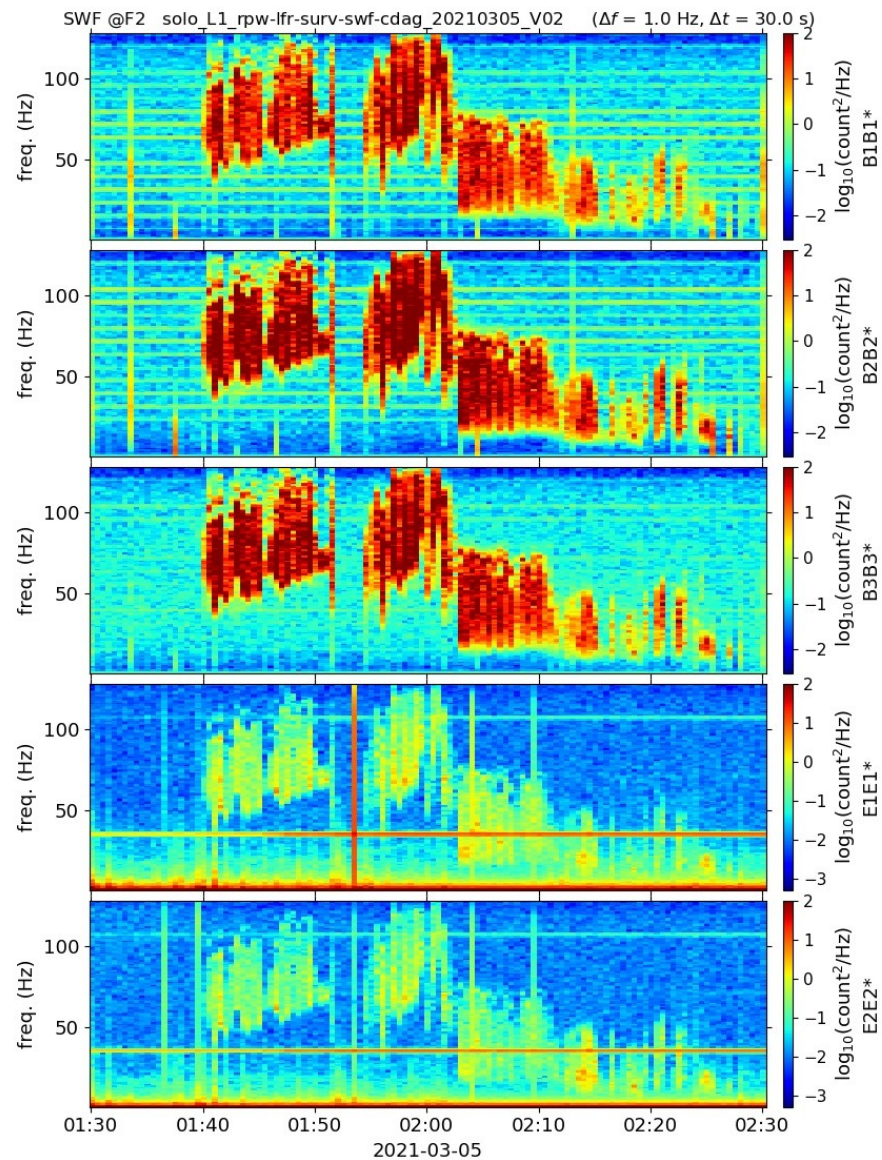 SWF @F2 solo_L1_rpw-lfr-surv-swf-cdag_20210305_V02 (Δf = 1.0 Hz, Δt = 30.0 s)
100
50
freq. (Hz)
2
1
0
−1
−2
log₁₀(count²/Hz)
B1B1*
100
50
freq. (Hz)
2
1
0
−1
−2
log₁₀(count²/Hz)
B2B2*
100
50
freq. (Hz)
2
1
0
−1
−2
log₁₀(count²/Hz)
B3B3*
100
50
freq. (Hz)
2
1
0
−1
−2
−3
log₁₀(count²/Hz)
E1E1*
100
50
freq. (Hz)
2
1
0
−1
−2
−3
log₁₀(count²/Hz)
E2E2*
01:30 01:40 01:50 02:00 02:10 02:20 02:30
2021-03-05